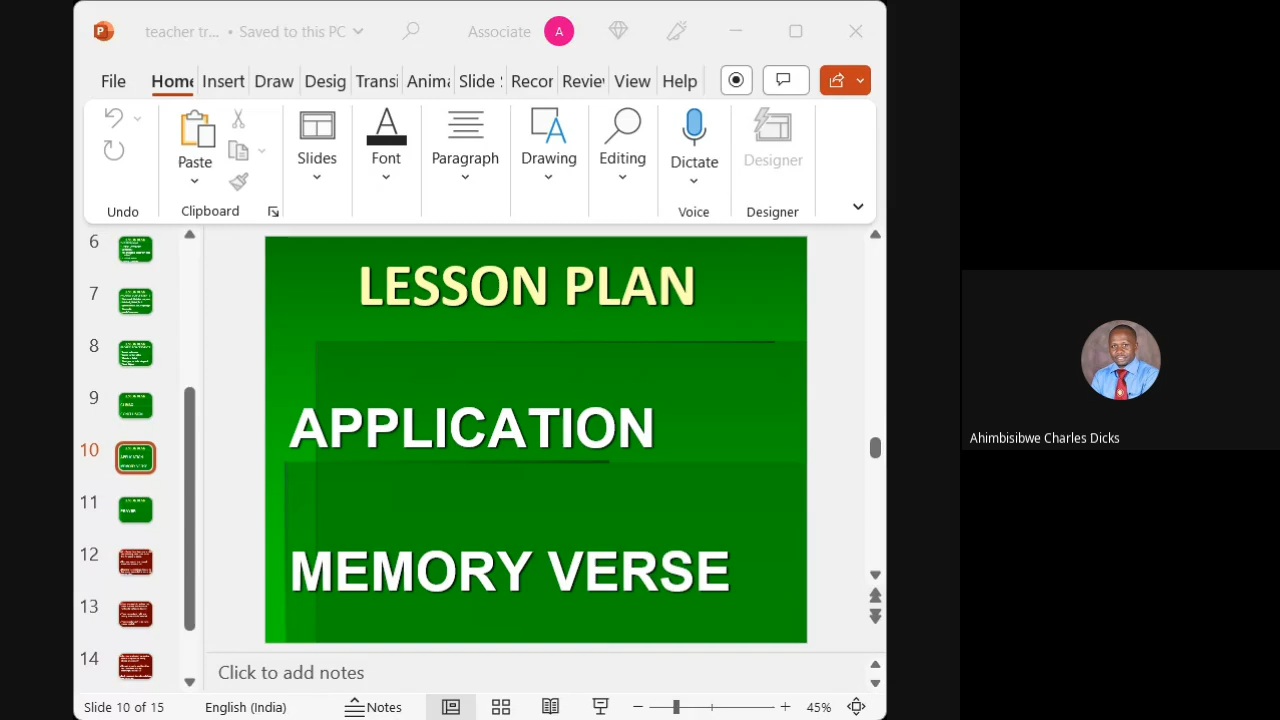 teacher tr... • Saved to this PC
Associate
A
File Home Insert Draw Desig Transi Anima Slide Recor Review View Help
Paste
Slides
Font
Paragraph
Drawing
Editing
Dictate
Designer
Undo
Clipboard
Voice
Designer
6
7
8
9
10
11
12
13
14
LESSON PLAN
APPLICATION
MEMORY VERSE
Click to add notes
Slide 10 of 15
English (India)
Notes
45%
Ahimbisibwe Charles Dicks